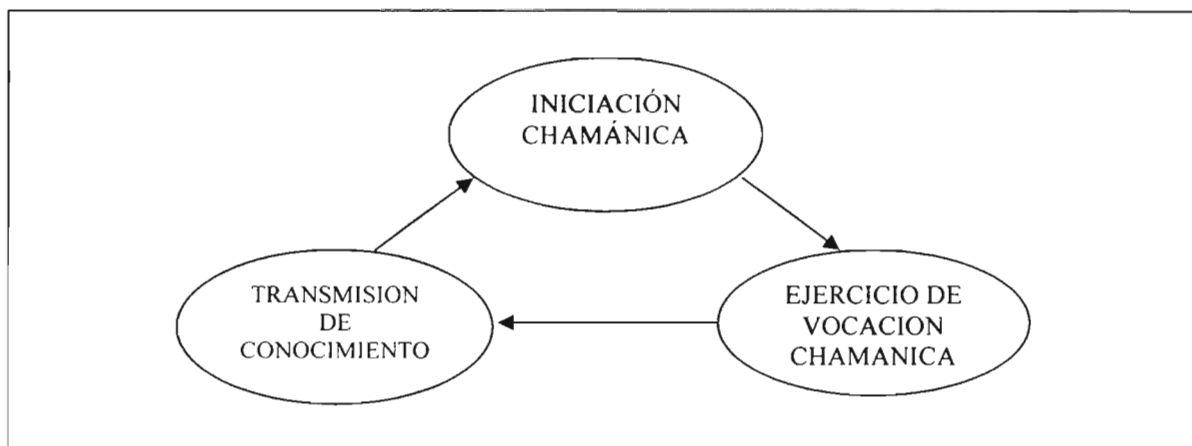 INICIACIÓN
CHAMÁNICA
TRANSMISION
DE
CONOCIMIENTO
EJERCICIO DE
VOCACION
CHAMANICA